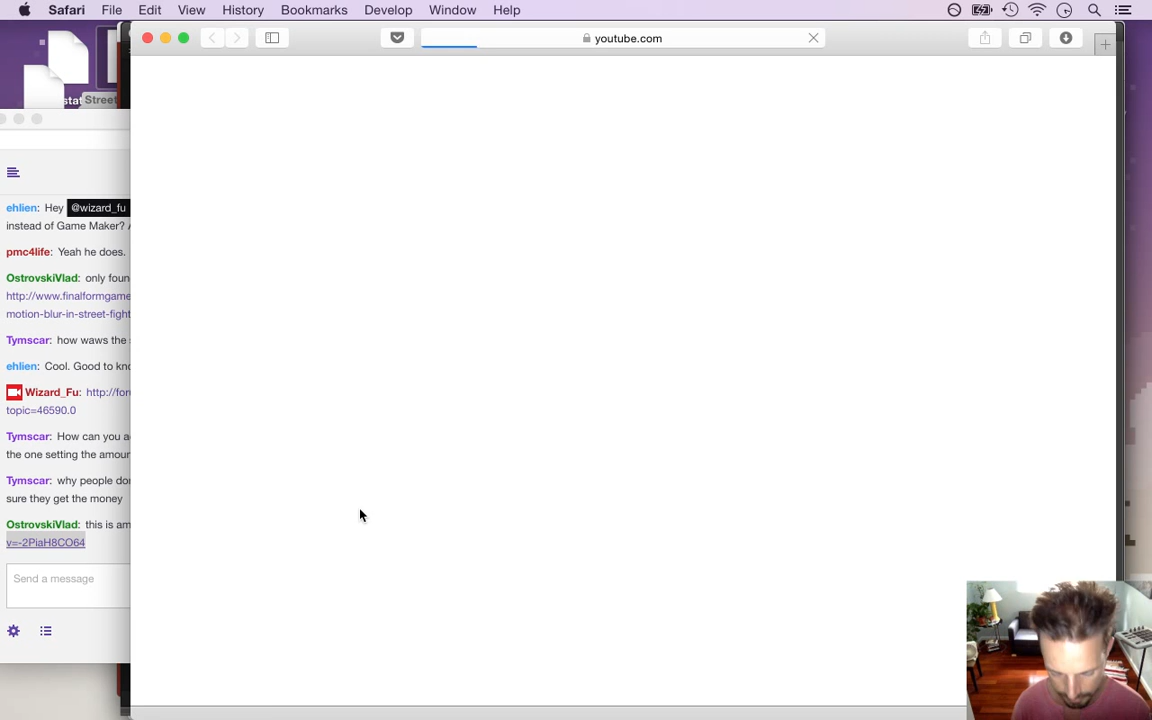 Safari File Edit View History Bookmarks Develop Window Help
youtube.com
stat Street
ehlien: Hey @wizard_fu
instead of Game Maker?
pmc4life: Yeah he does.
OstrovskiVlad: only foun
http://www.finalformgame
motion-blur-in-street-fight
Tymscar: how waws the
ehlien: Cool. Good to kno
Wizard_Fu: http://for
topic=46590.0
Tymscar: How can you a
the one setting the amour
Tymscar: why people don
sure they get the money
OstrovskiVlad: this is am
v=-2PiaH8CO64
Send a message